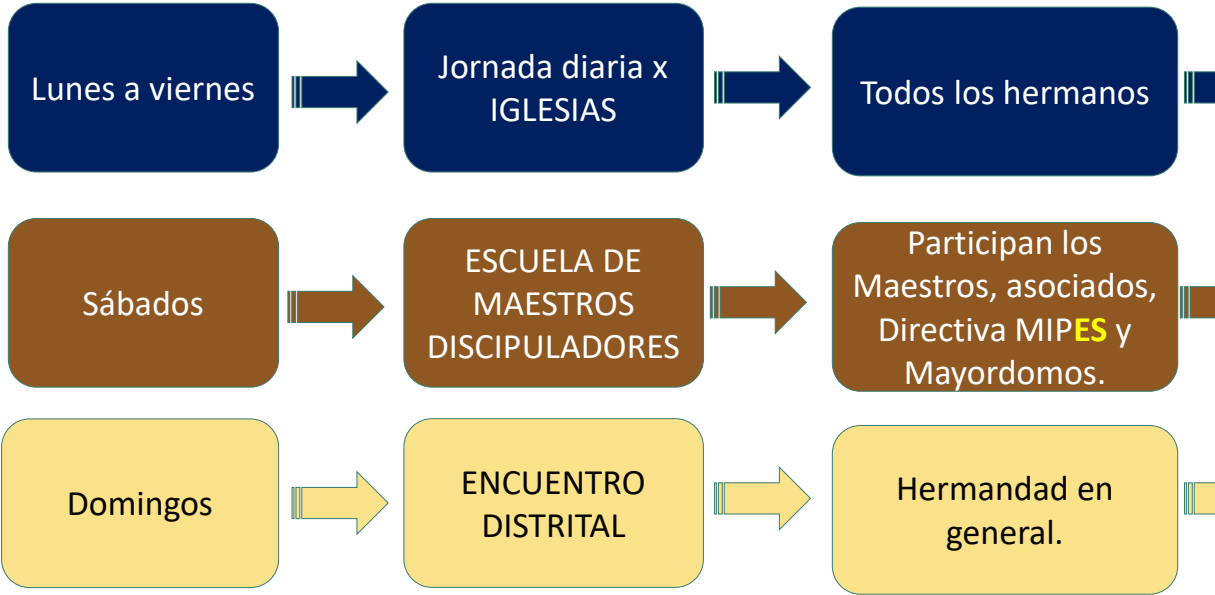 Lunes a viernes
Jornada diaria x
IGLESIAS
Todos los hermanos
Sábados
ESCUELA DE
MAESTROS
DISCIPULADORES
Participan los
Maestros, asociados,
Directiva MIPES y
Mayordomos.
Domingos
ENCUENTRO
DISTRITAL
Hermandad en
general.